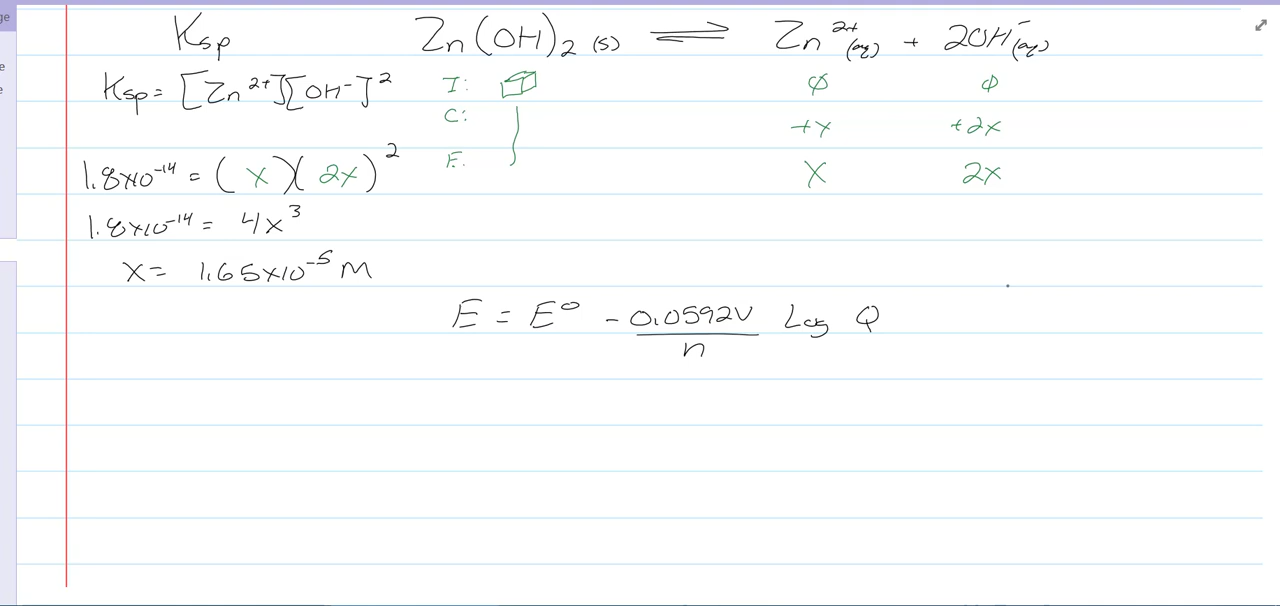 Ksp Zn(OH)₂ (s) ⇌ Zn²⁺(aq) + 2OH⁻(aq)
Ksp = [Zn²⁺][OH⁻]² I: ϕ ϕ
C: +x +2x
1.8x10⁻¹⁴ = (x)(2x)² E: x 2x
1.8x10⁻¹⁴ = 4x³
x = 1.65x10⁻⁵ M
E = E⁰ - 0.0592V/n Log Q